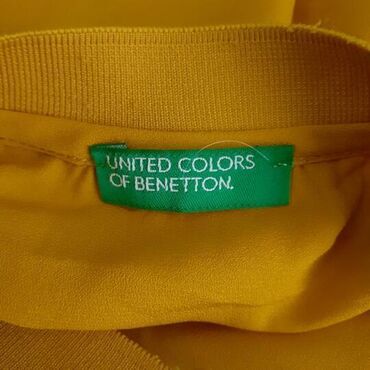 UNITED COLORS
OF BENETTON.